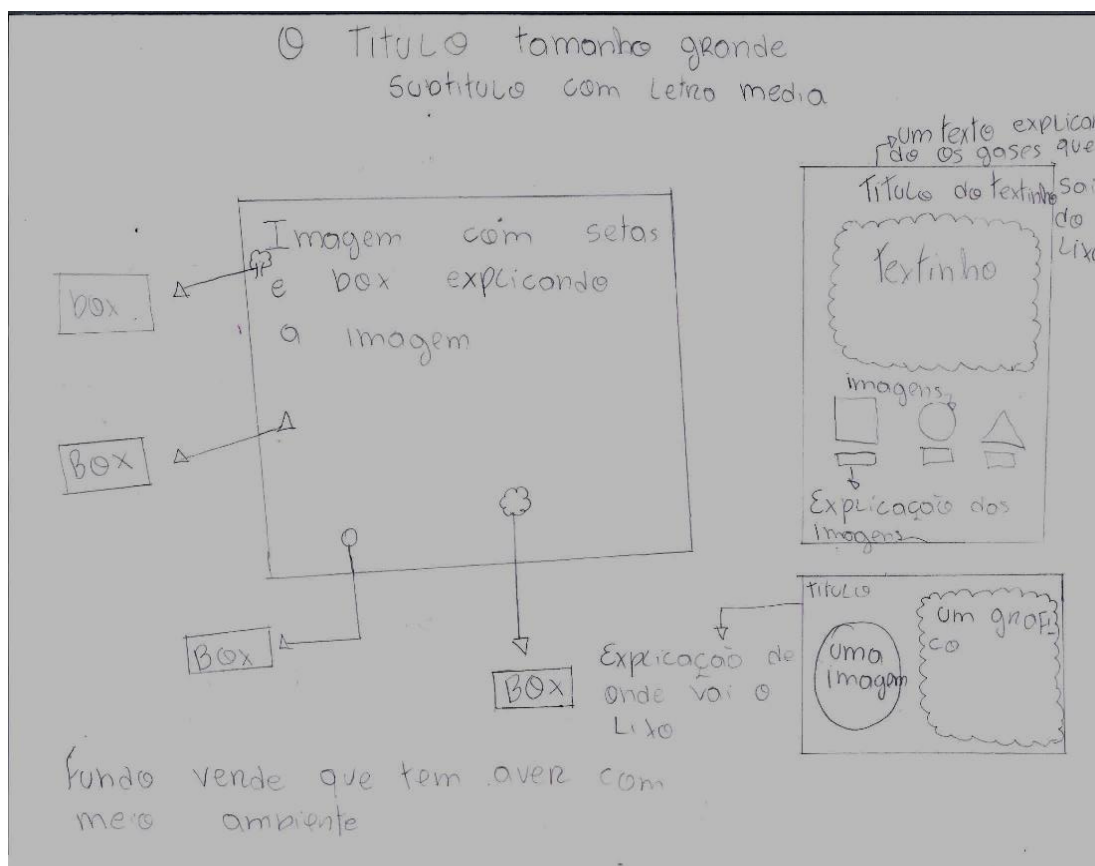 O TITULO tamanho grande
Subtitulo com letra media
um texto explican
do os gases que
sai
do
Lixo
Titulo do textinho
textinho
imagens
Explicação das
imagens
Imagem com setas
e box explicando
a imagem
box
BOX
BOX
BOX
Titulo
uma
imagem
um grafi
co
Explicação de
onde vai o
Lixo
fundo verde que tem aver com
meio ambiente